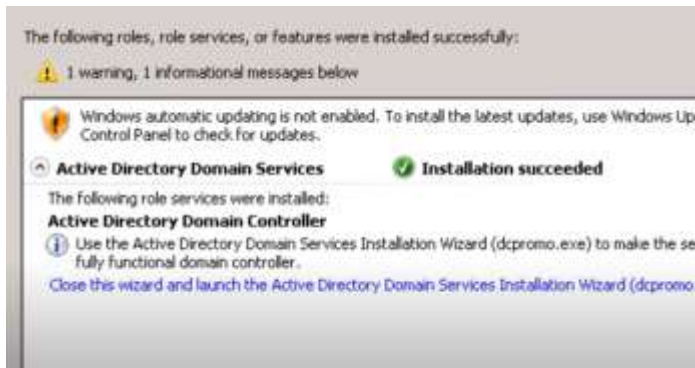 The following roles, role services, or features were installed successfully:
1 warning, 1 informational messages below
Windows automatic updating is not enabled. To install the latest updates, use Windows Up
Control Panel to check for updates.
Active Directory Domain Services Installation succeeded
The following role services were installed:
Active Directory Domain Controller
Use the Active Directory Domain Services Installation Wizard (dcpromo.exe) to make the se
fully functional domain controller.
Close this wizard and launch the Active Directory Domain Services Installation Wizard (dcpromo